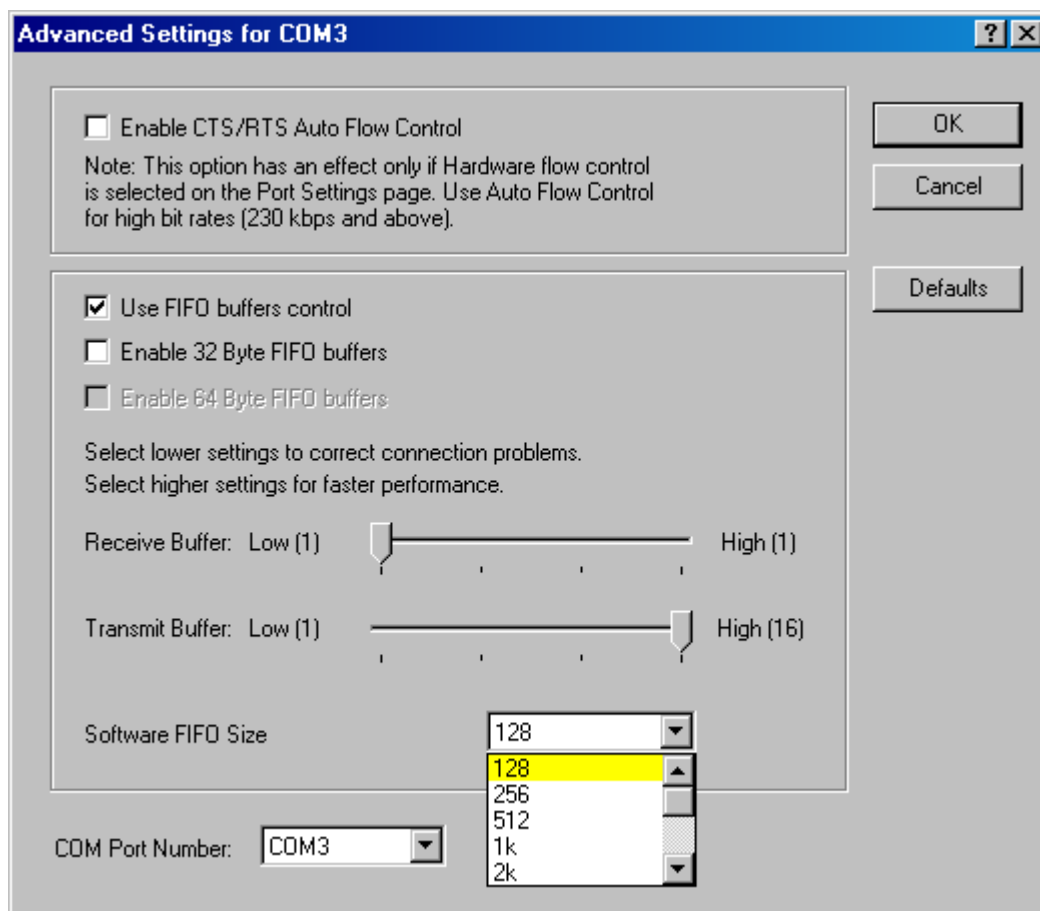 Advanced Settings for COM3
Enable CTS/RTS Auto Flow Control
Note: This option has an effect only if Hardware flow control
is selected on the Port Settings page. Use Auto Flow Control
for high bit rates (230 kbps and above).
OK
Cancel
Defaults
Use FIFO buffers control
Enable 32 Byte FIFO buffers
Enable 64 Byte FIFO buffers
Select lower settings to correct connection problems.
Select higher settings for faster performance.
Receive Buffer: Low (1) High (1)
Transmit Buffer: Low (1) High (16)
Software FIFO Size 128
128
256
512
1k
2k
COM Port Number: COM3